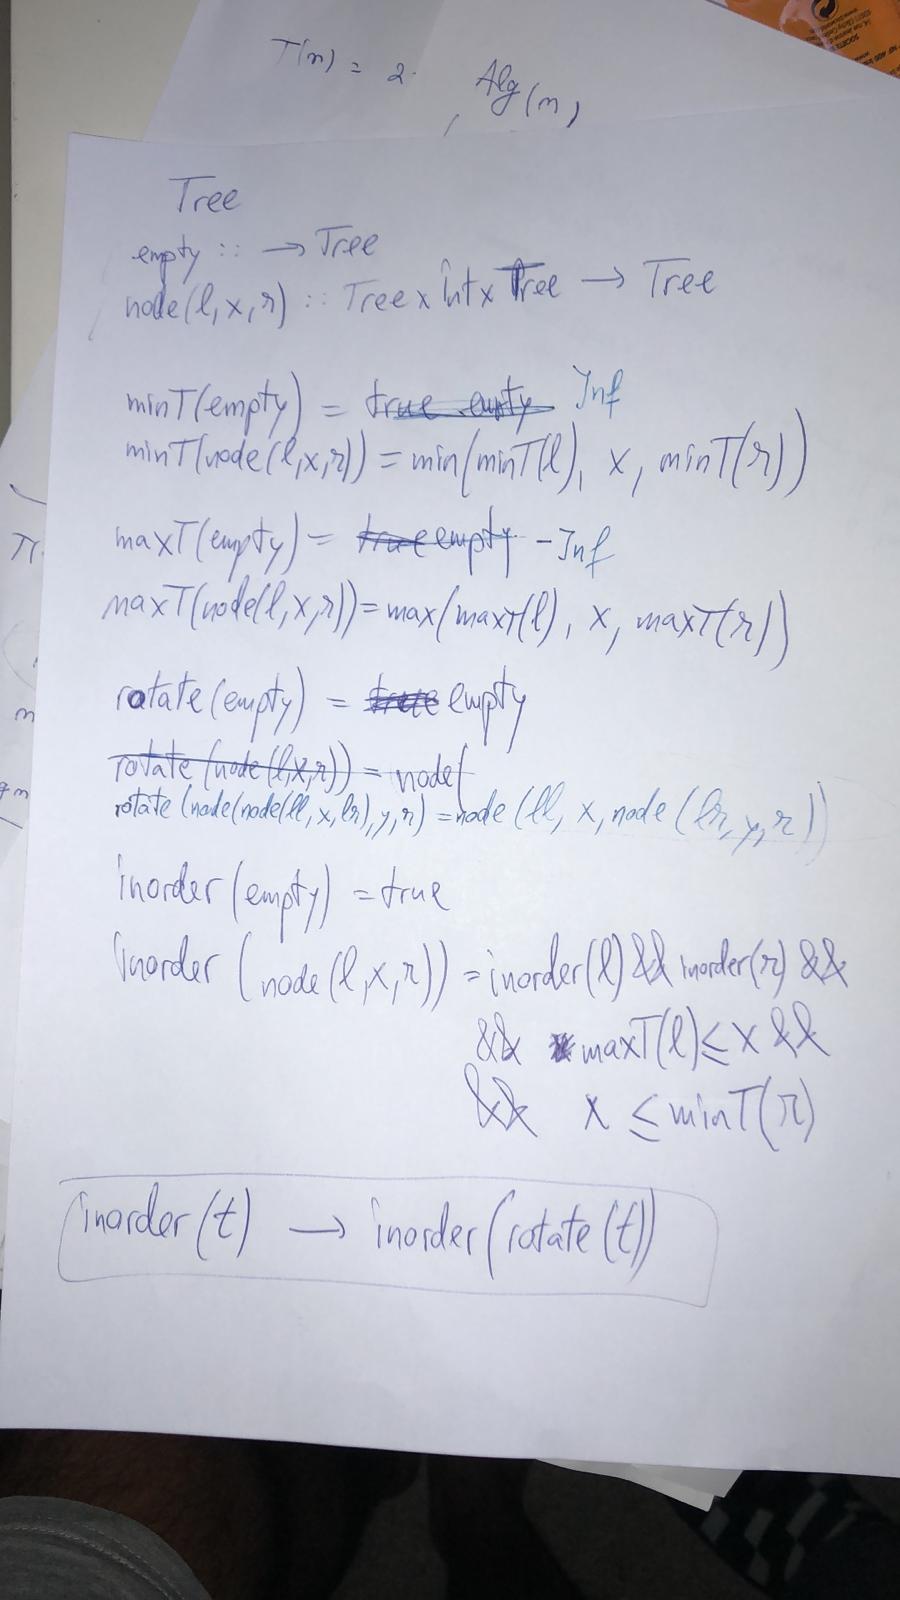 T(n) = 2. Alg(n,
Tree
empty :: → Tree
node(l,x,r) :: Tree x int x Tree → Tree
minT(empty) = true empty Inf
minT(node(l,x,r)) = min(minT(l), x, minT(r))
maxT(empty) = true empty -Inf
maxT(node(l,x,r)) = max(maxT(l), x, maxT(r))
rotate(empty) = true empty
rotate(node(l,x,r)) = node(
rotate(node(node(ll,x,lr),y,r) = node(ll, x, node(lr,y,r))
inorder(empty) = true
inorder(node(l,x,r)) = inorder(l) && inorder(r) &&
&& maxT(l) ≤ x &&
&& x ≤ minT(r)
inorder(t) → inorder(rotate(t))